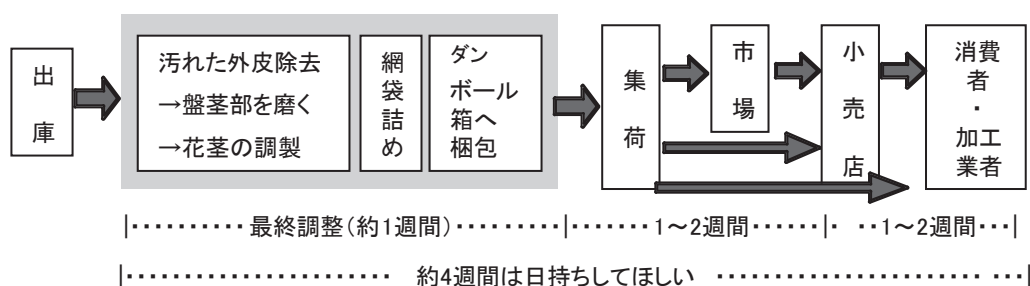 出庫
汚れた外皮除去
→盤茎部を磨く
→花茎の調製
網袋詰め
ダン
ボール
箱へ
梱包
集荷
市場
小売店
消費
者
・
加工
業者
|・・・・・・・・・・ 最終調整(約1週間)・・・・・・・・・|・・・・・・・1~2週間・・・・・・|・ ・・1~2週間・・・|
|・・・・・・・・・・・・・・・・・・・・・・・ 約4週間は日持ちしてほしい ・・・・・・・・・・・・・・・・・・・・・・・ ・・・|